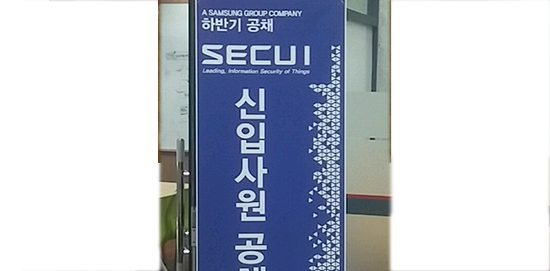 A SAMSUNG GROUP COMPANY
하반기 공채
SECUI
Leading, Information Security of Things
신입사원